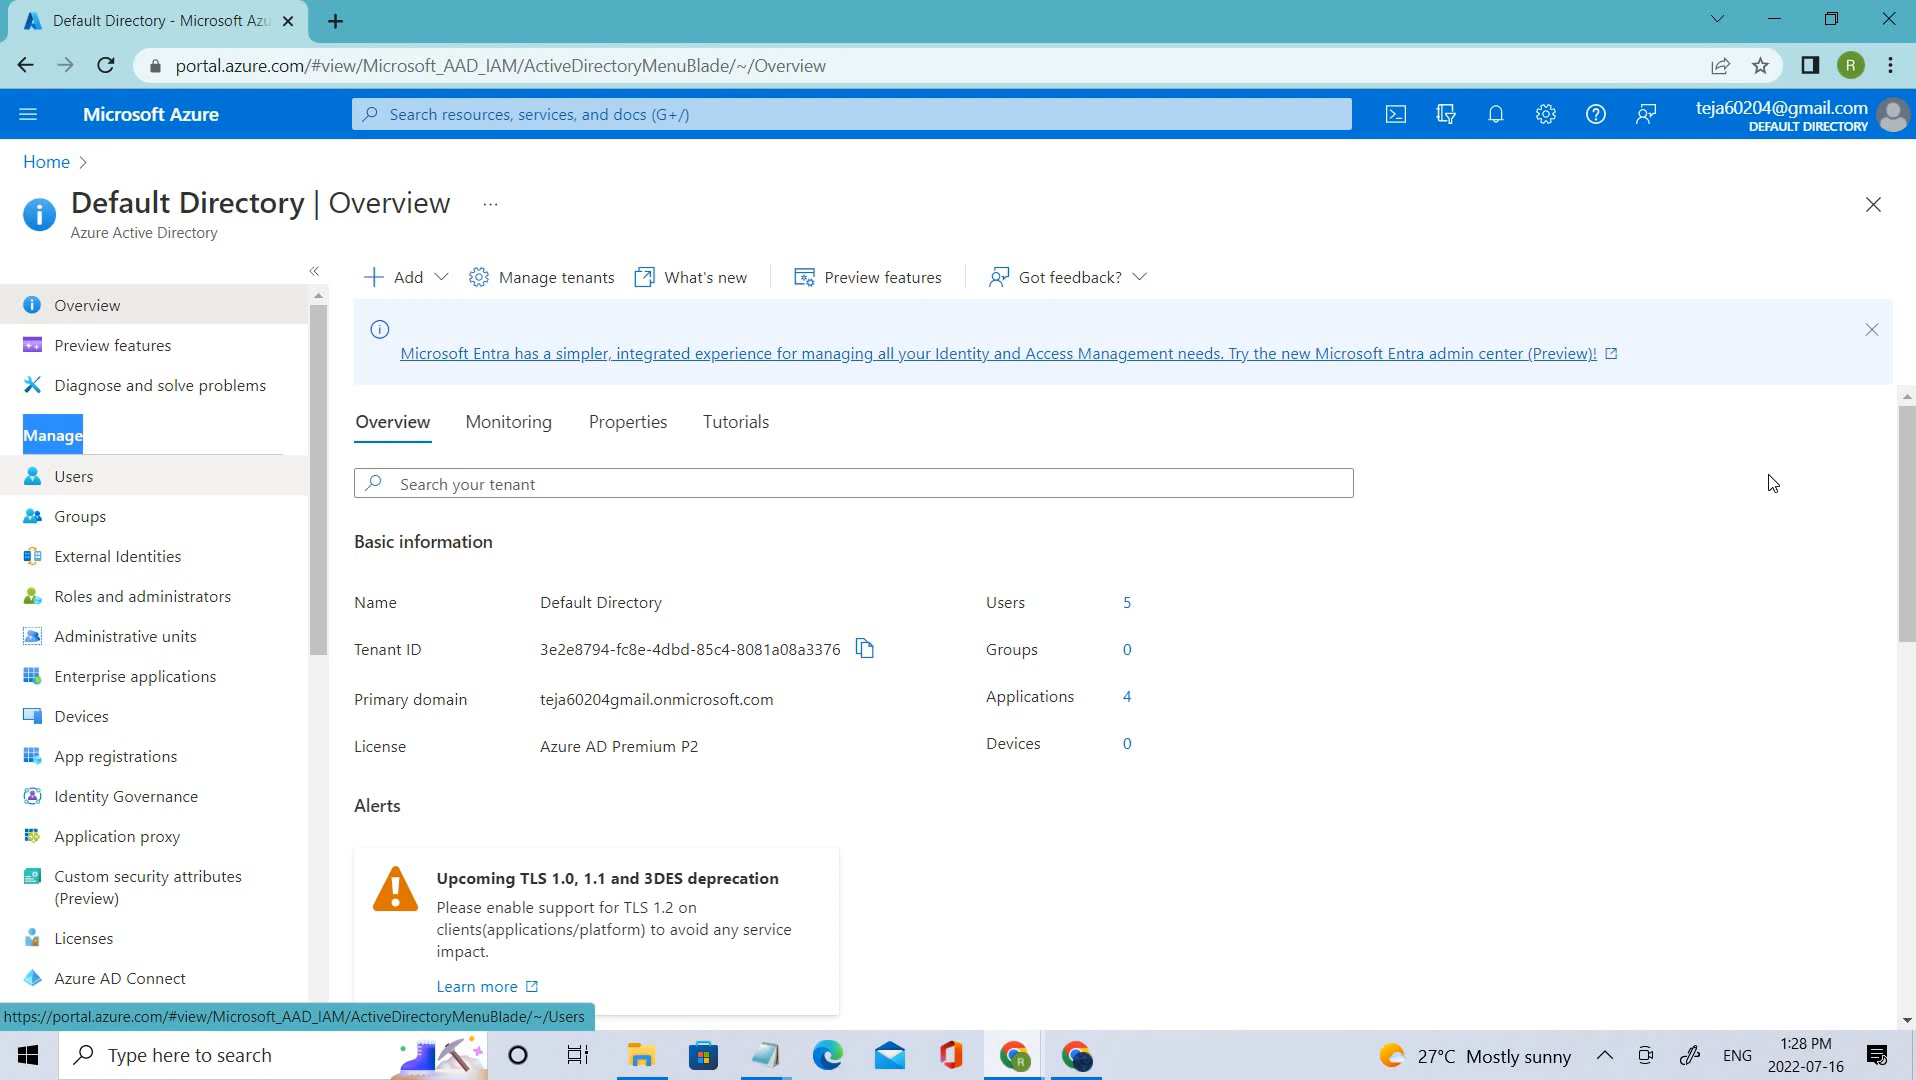 Default Directory - Microsoft Azu
portal.azure.com/#view/Microsoft_AAD_IAM/ActiveDirectoryMenuBlade/~/Overview
R
Microsoft Azure
Search resources, services, and docs (G+/)
teja60204@gmail.com
DEFAULT DIRECTORY
Home
Default Directory | Overview
...
Azure Active Directory
Add
Manage tenants
What's new
Preview features
Got feedback?
Microsoft Entra has a simpler, integrated experience for managing all your Identity and Access Management needs. Try the new Microsoft Entra admin center (Preview)!
Overview
Preview features
Diagnose and solve problems
Manage
Users
Groups
External Identities
Roles and administrators
Administrative units
Enterprise applications
Devices
App registrations
Identity Governance
Application proxy
Custom security attributes
(Preview)
Licenses
Azure AD Connect
Overview
Monitoring
Properties
Tutorials
Search your tenant
Basic information
Name
Default Directory
Users
5
Tenant ID
3e2e8794-fc8e-4dbd-85c4-8081a08a3376
Groups
0
Primary domain
teja60204gmail.onmicrosoft.com
Applications
4
License
Azure AD Premium P2
Devices
0
Alerts
Upcoming TLS 1.0, 1.1 and 3DES deprecation
Please enable support for TLS 1.2 on
clients(applications/platform) to avoid any service
impact.
Learn more
https://portal.azure.com/#view/Microsoft_AAD_IAM/ActiveDirectoryMenuBlade/~/Users
Type here to search
R
27°C Mostly sunny
ENG
1:28 PM
2022-07-16